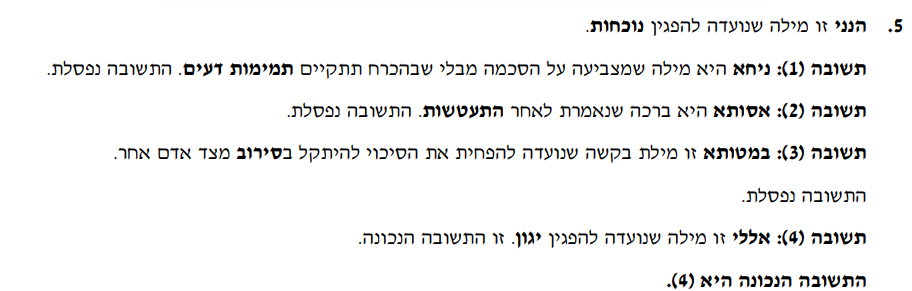 5. הנני זו מילה שנועדה להפגין נוכחות.
תשובה (1): ניחא היא מילה שמצביעה על הסכמה מבלי שבהכרח תתקיים תמימות דעים. התשובה נפסלת.
תשובה (2): אסותא היא ברכה שנאמרת לאחר התעטשות. התשובה נפסלת.
תשובה (3): במטותא זו מילת בקשה שנועדה להפחית את הסיכוי להיתקל בסירוב מצד אדם אחר.
התשובה נפסלת.
תשובה (4): אללי זו מילה שנועדה להפגין יגון. זו התשובה הנכונה.
התשובה הנכונה היא (4).